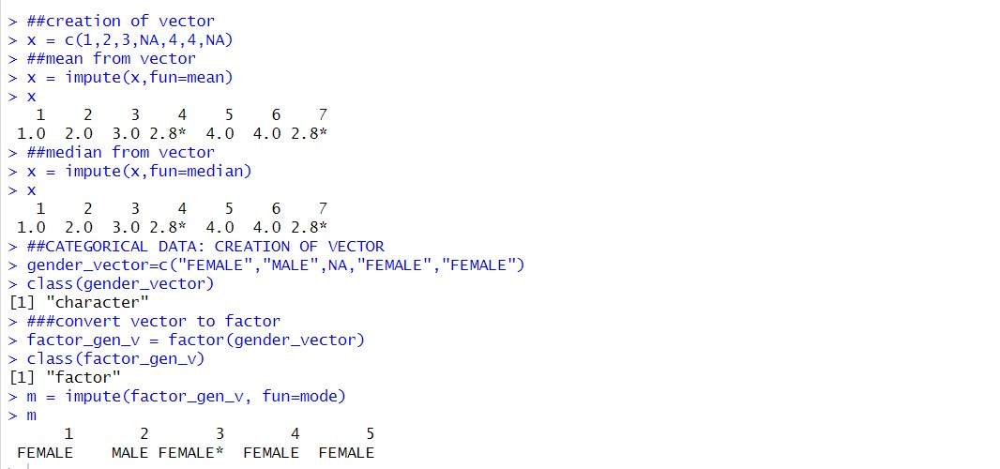 > ##creation of vector
> x = c(1,2,3,NA,4,4,NA)
> ##mean from vector
> x = impute(x,fun=mean)
> x
   1    2    3    4    5    6    7
 1.0  2.0  3.0 2.8*  4.0  4.0 2.8*
> ##median from vector
> x = impute(x,fun=median)
> x
   1    2    3    4    5    6    7
 1.0  2.0  3.0 2.8*  4.0  4.0 2.8*
> ##CATEGORICAL DATA: CREATION OF VECTOR
> gender_vector=c("FEMALE","MALE",NA,"FEMALE","FEMALE")
> class(gender_vector)
[1] "character"
> ###convert vector to factor
> factor_gen_v = factor(gender_vector)
> class(factor_gen_v)
[1] "factor"
> m = impute(factor_gen_v, fun=mode)
> m
      1       2       3       4       5
 FEMALE    MALE FEMALE*  FEMALE  FEMALE